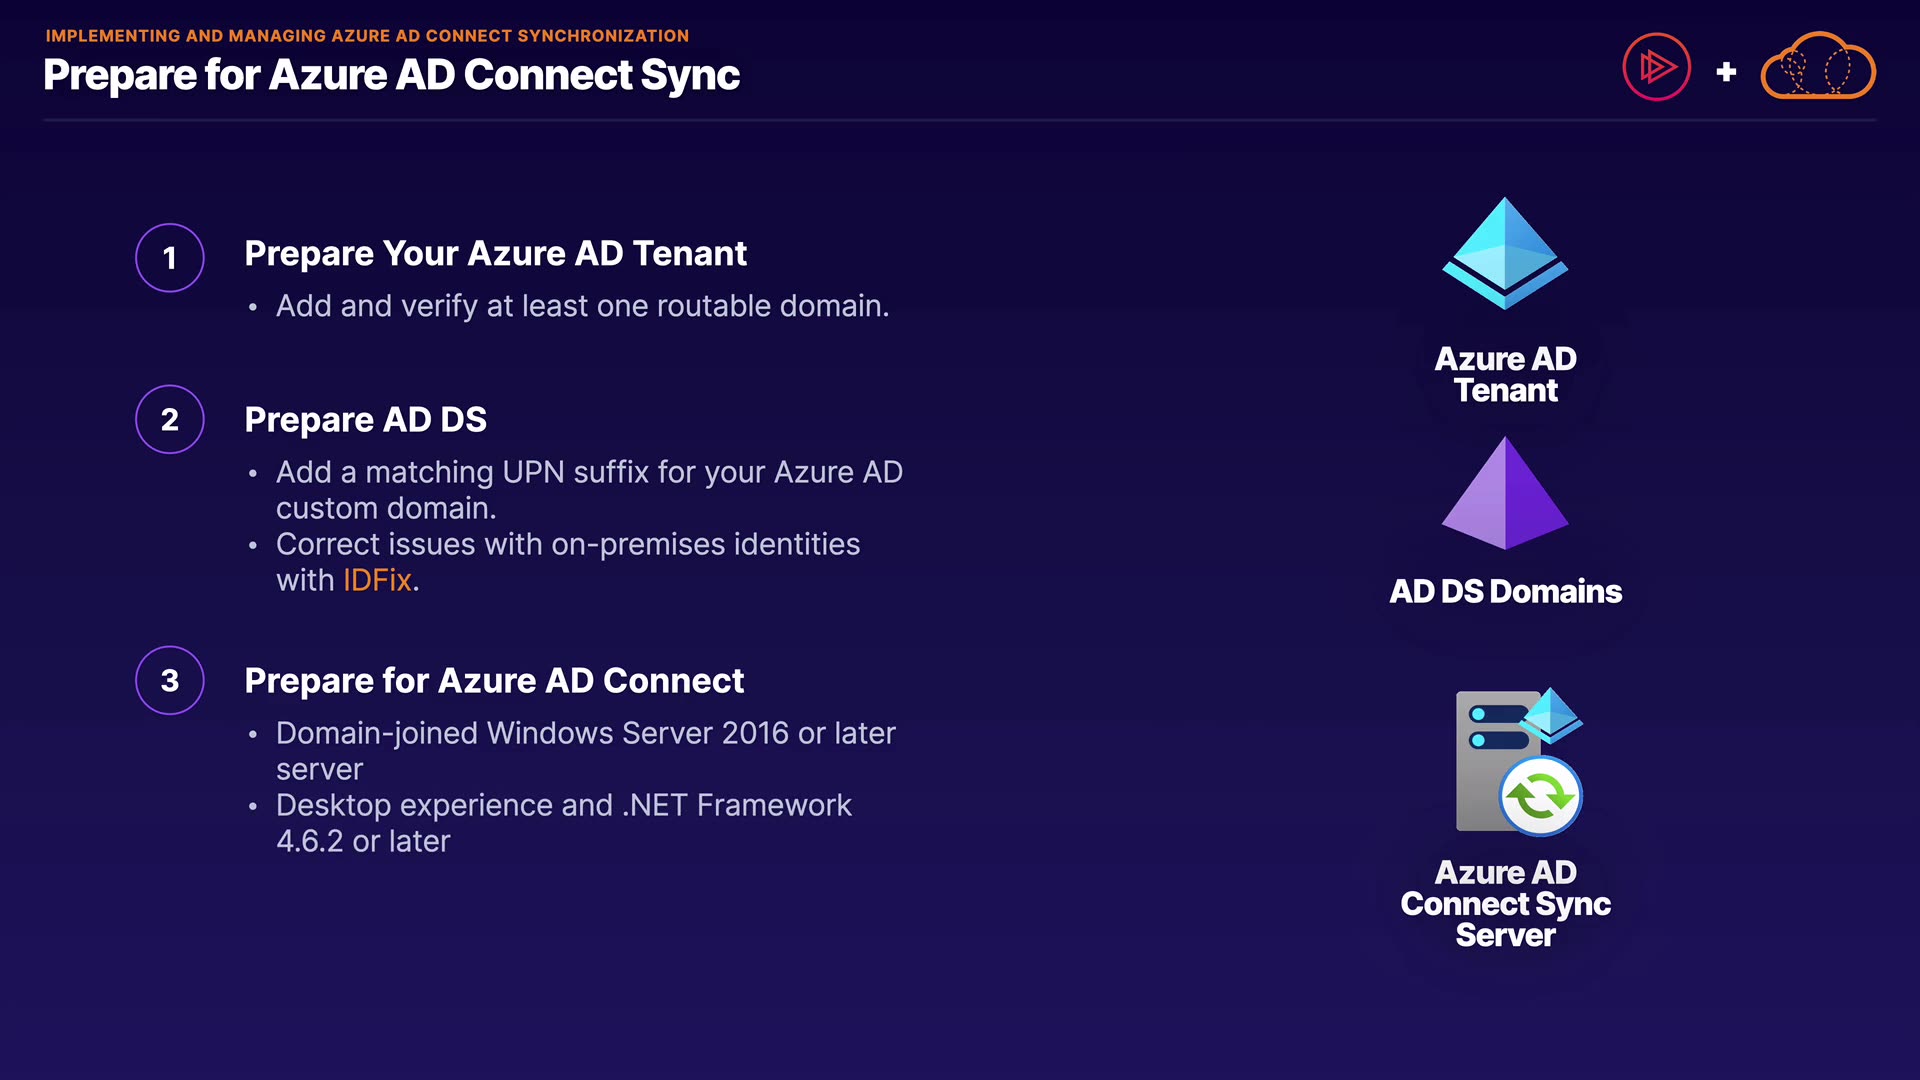 IMPLEMENTING AND MANAGING AZURE AD CONNECT SYNCHRONIZATION
Prepare for Azure AD Connect Sync
+
1
Prepare Your Azure AD Tenant
• Add and verify at least one routable domain.
2
Prepare AD DS
• Add a matching UPN suffix for your Azure AD
custom domain.
• Correct issues with on-premises identities
with IDFix.
3
Prepare for Azure AD Connect
• Domain-joined Windows Server 2016 or later
server
• Desktop experience and .NET Framework
4.6.2 or later
Azure AD
Tenant
AD DS Domains
Azure AD
Connect Sync
Server